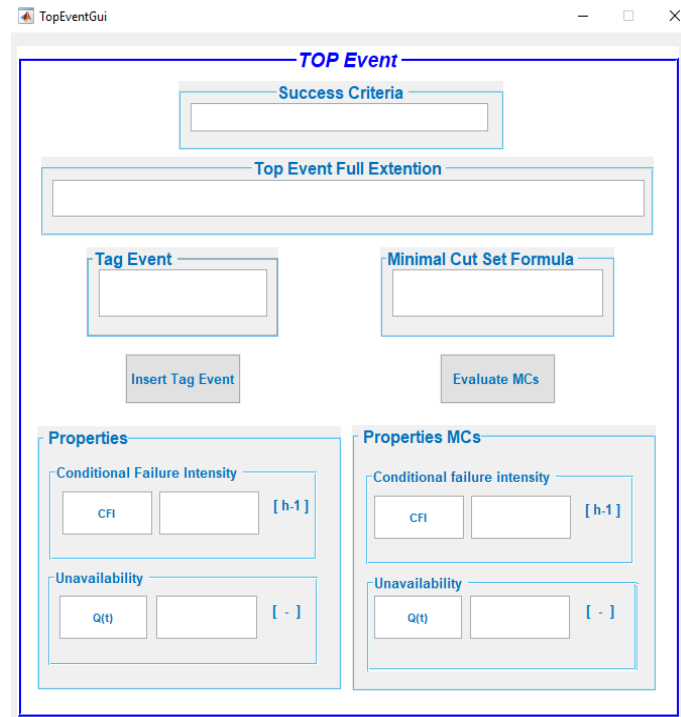 TopEventGui
TOP Event
Success Criteria
Top Event Full Extention
Tag Event
Minimal Cut Set Formula
Insert Tag Event
Evaluate MCs
Properties
Conditional Failure Intensity
CFI
[ h-1 ]
Unavailability
Q(t)
[ - ]
Properties MCs
Conditional failure intensity
CFI
[ h-1 ]
Unavailability
Q(t)
[ - ]